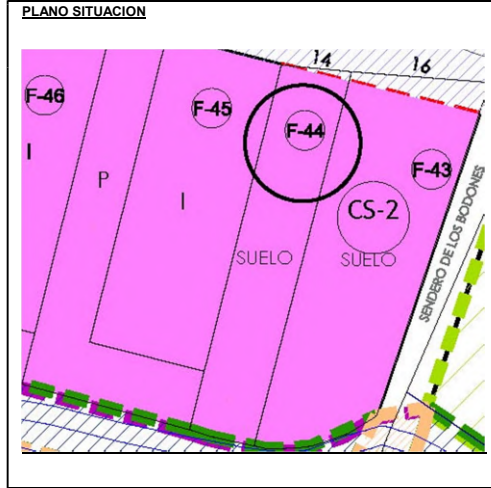 PLANO SITUACION
14
16
F-46
F-45
F-44
F-43
I
P
I
CS-2
SUELO
SUELO
SENDERO DE LOS BODONES